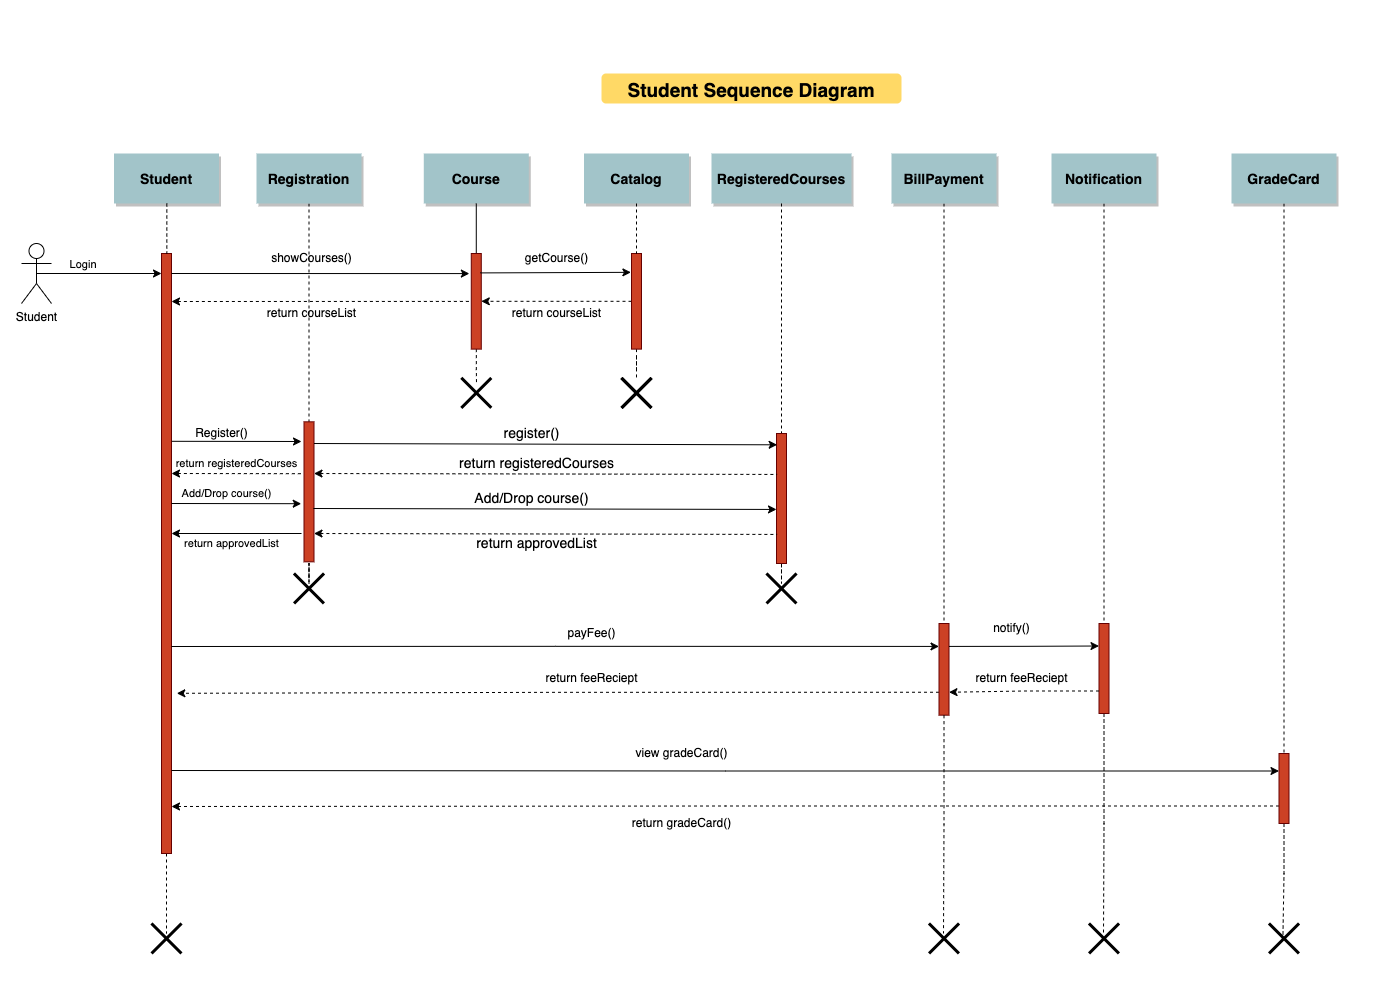 Student Sequence Diagram
Student
Registration
Course
Catalog
RegisteredCourses
BillPayment
Notification
GradeCard
Login
Student
showCourses()
getCourse()
return courseList
return courseList
Register()
register()
return registeredCourses
return registeredCourses
Add/Drop course()
Add/Drop course()
return approvedList
return approvedList
payFee()
notify()
return feeReciept
return feeReciept
view gradeCard()
return gradeCard()